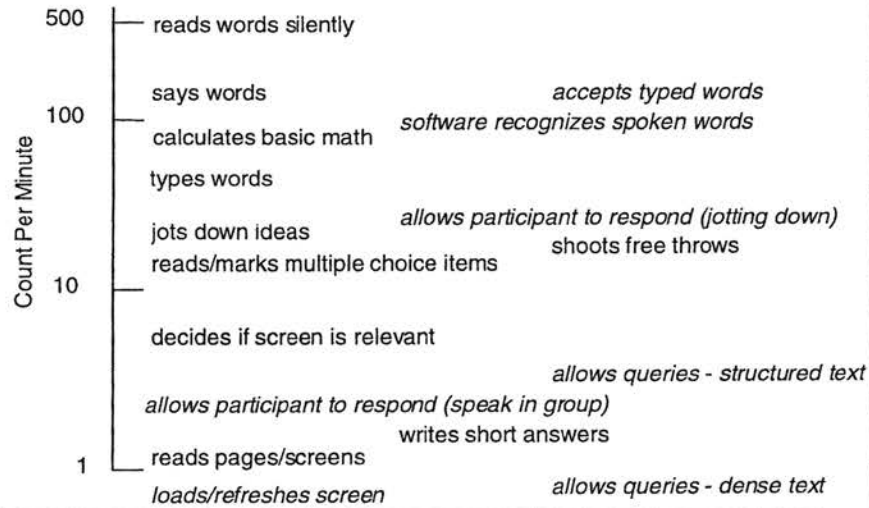 500
reads words silently
says words
accepts typed words
100
software recognizes spoken words
calculates basic math
types words
allows participant to respond (jotting down)
jots down ideas
shoots free throws
reads/marks multiple choice items
10
decides if screen is relevant
allows queries - structured text
allows participant to respond (speak in group)
writes short answers
reads pages/screens
1
loads/refreshes screen
allows queries - dense text
Count Per Minute